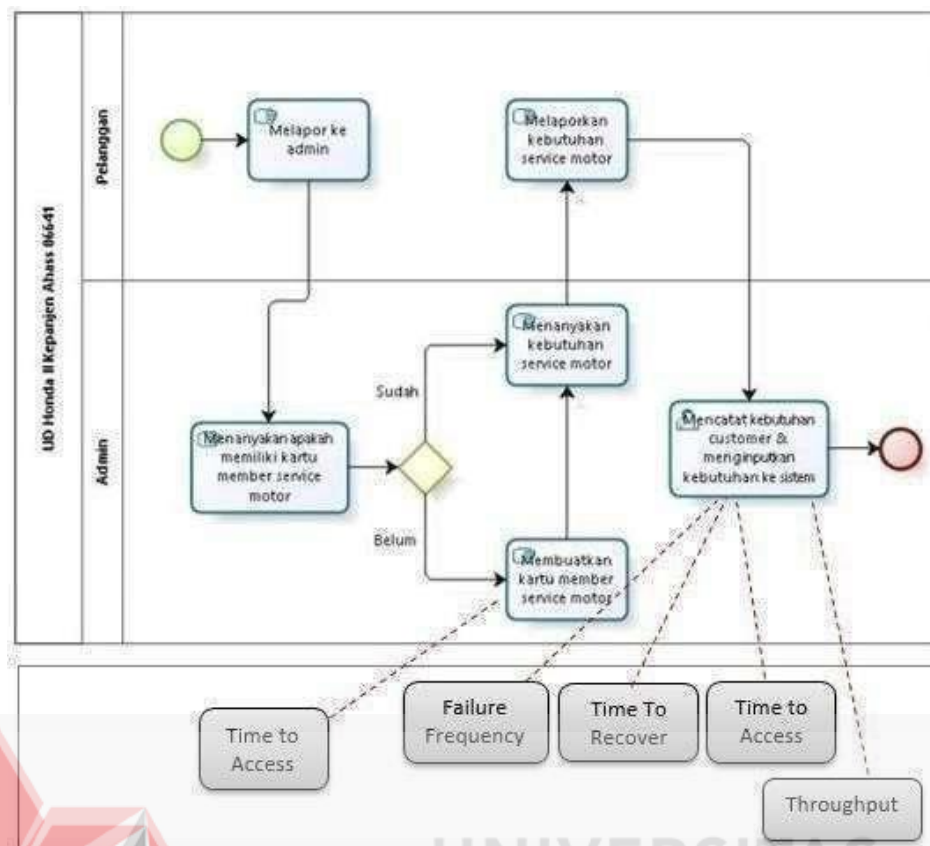 UD Honda II Kepanjen Ahass 06641
Pelanggan
Melapor ke
admin
Melaporkan
kebutuhan
service motor
Admin
Menanyakan apakah
memiliki kartu
member service
motor
Sudah
Belum
Menanyakan
kebutuhan
service motor
Membuatkan
kartu member
service motor
Mencatat kebutuhan
customer &
menginputkan
kebutuhan ke sistem
Time to
Access
Failure
Frequency
Time To
Recover
Time to
Access
Throughput
UNIVERSITAS